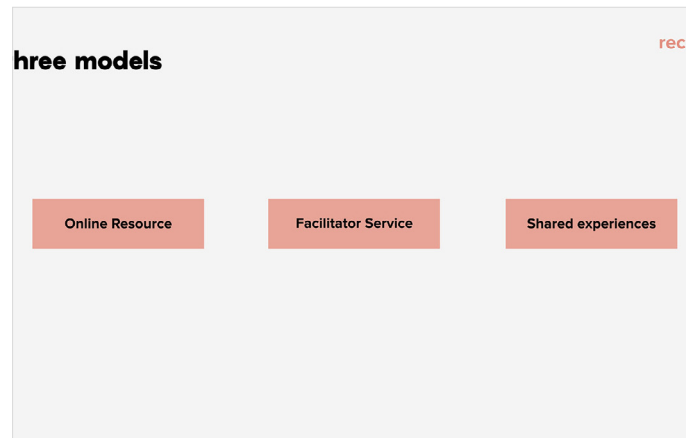 hree models
rec
Online Resource
Facilitator Service
Shared experiences